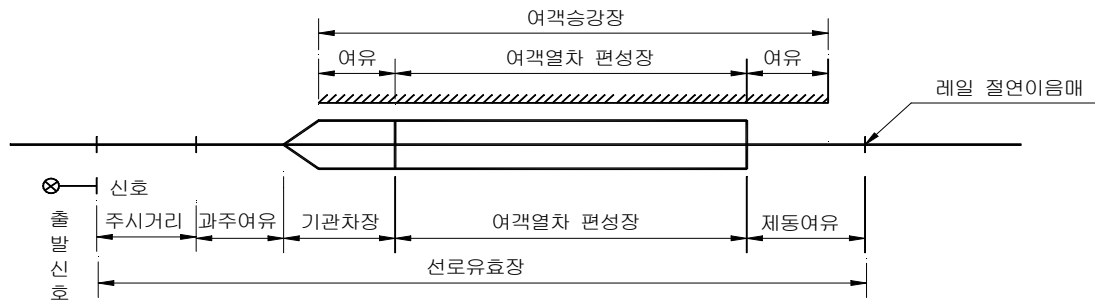 여객승강장
여유 여객열차 편성장 여유
레일 절연이음매
신호
출발신호
주시거리 과주여유 기관차장 여객열차 편성장 제동여유
선로유효장